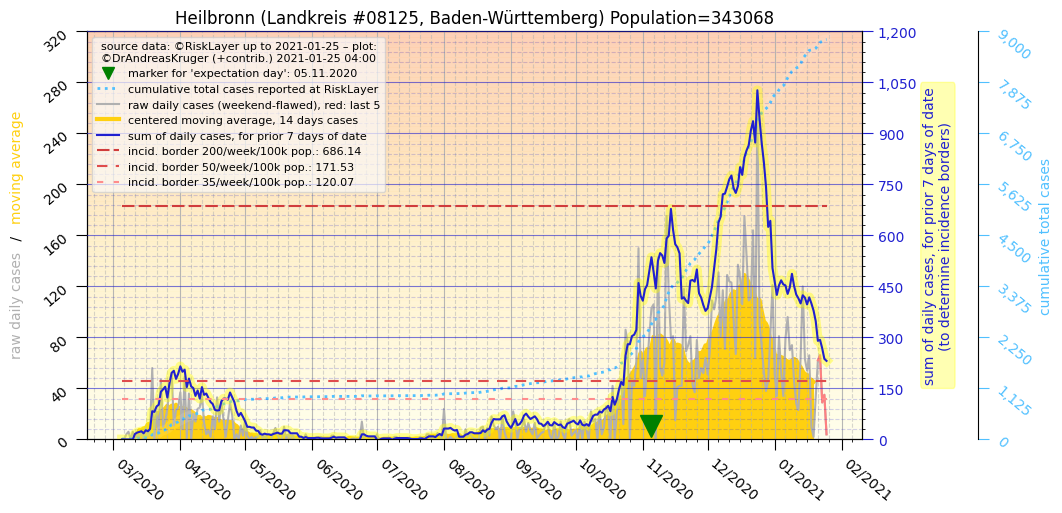 Heilbronn (Landkreis #08125, Baden-Württemberg) Population=343068
source data: ©RiskLayer up to 2021-01-25 – plot:
©DrAndreasKruger (+contrib.) 2021-01-25 04:00
marker for 'expectation day': 05.11.2020
cumulative total cases reported at RiskLayer
raw daily cases (weekend-flawed), red: last 5
centered moving average, 14 days cases
sum of daily cases, for prior 7 days of date
incid. border 200/week/100k pop.: 686.14
incid. border 50/week/100k pop.: 171.53
incid. border 35/week/100k pop.: 120.07
raw daily cases / moving average
320
280
240
200
160
120
80
40
0
03/2020
04/2020
05/2020
06/2020
07/2020
08/2020
09/2020
10/2020
11/2020
12/2020
01/2021
02/2021
1,200
1,050
900
750
600
450
300
150
0
sum of daily cases, for prior 7 days of date
(to determine incidence borders)
9,000
7,875
6,750
5,625
4,500
3,375
2,250
1,125
0
cumulative total cases